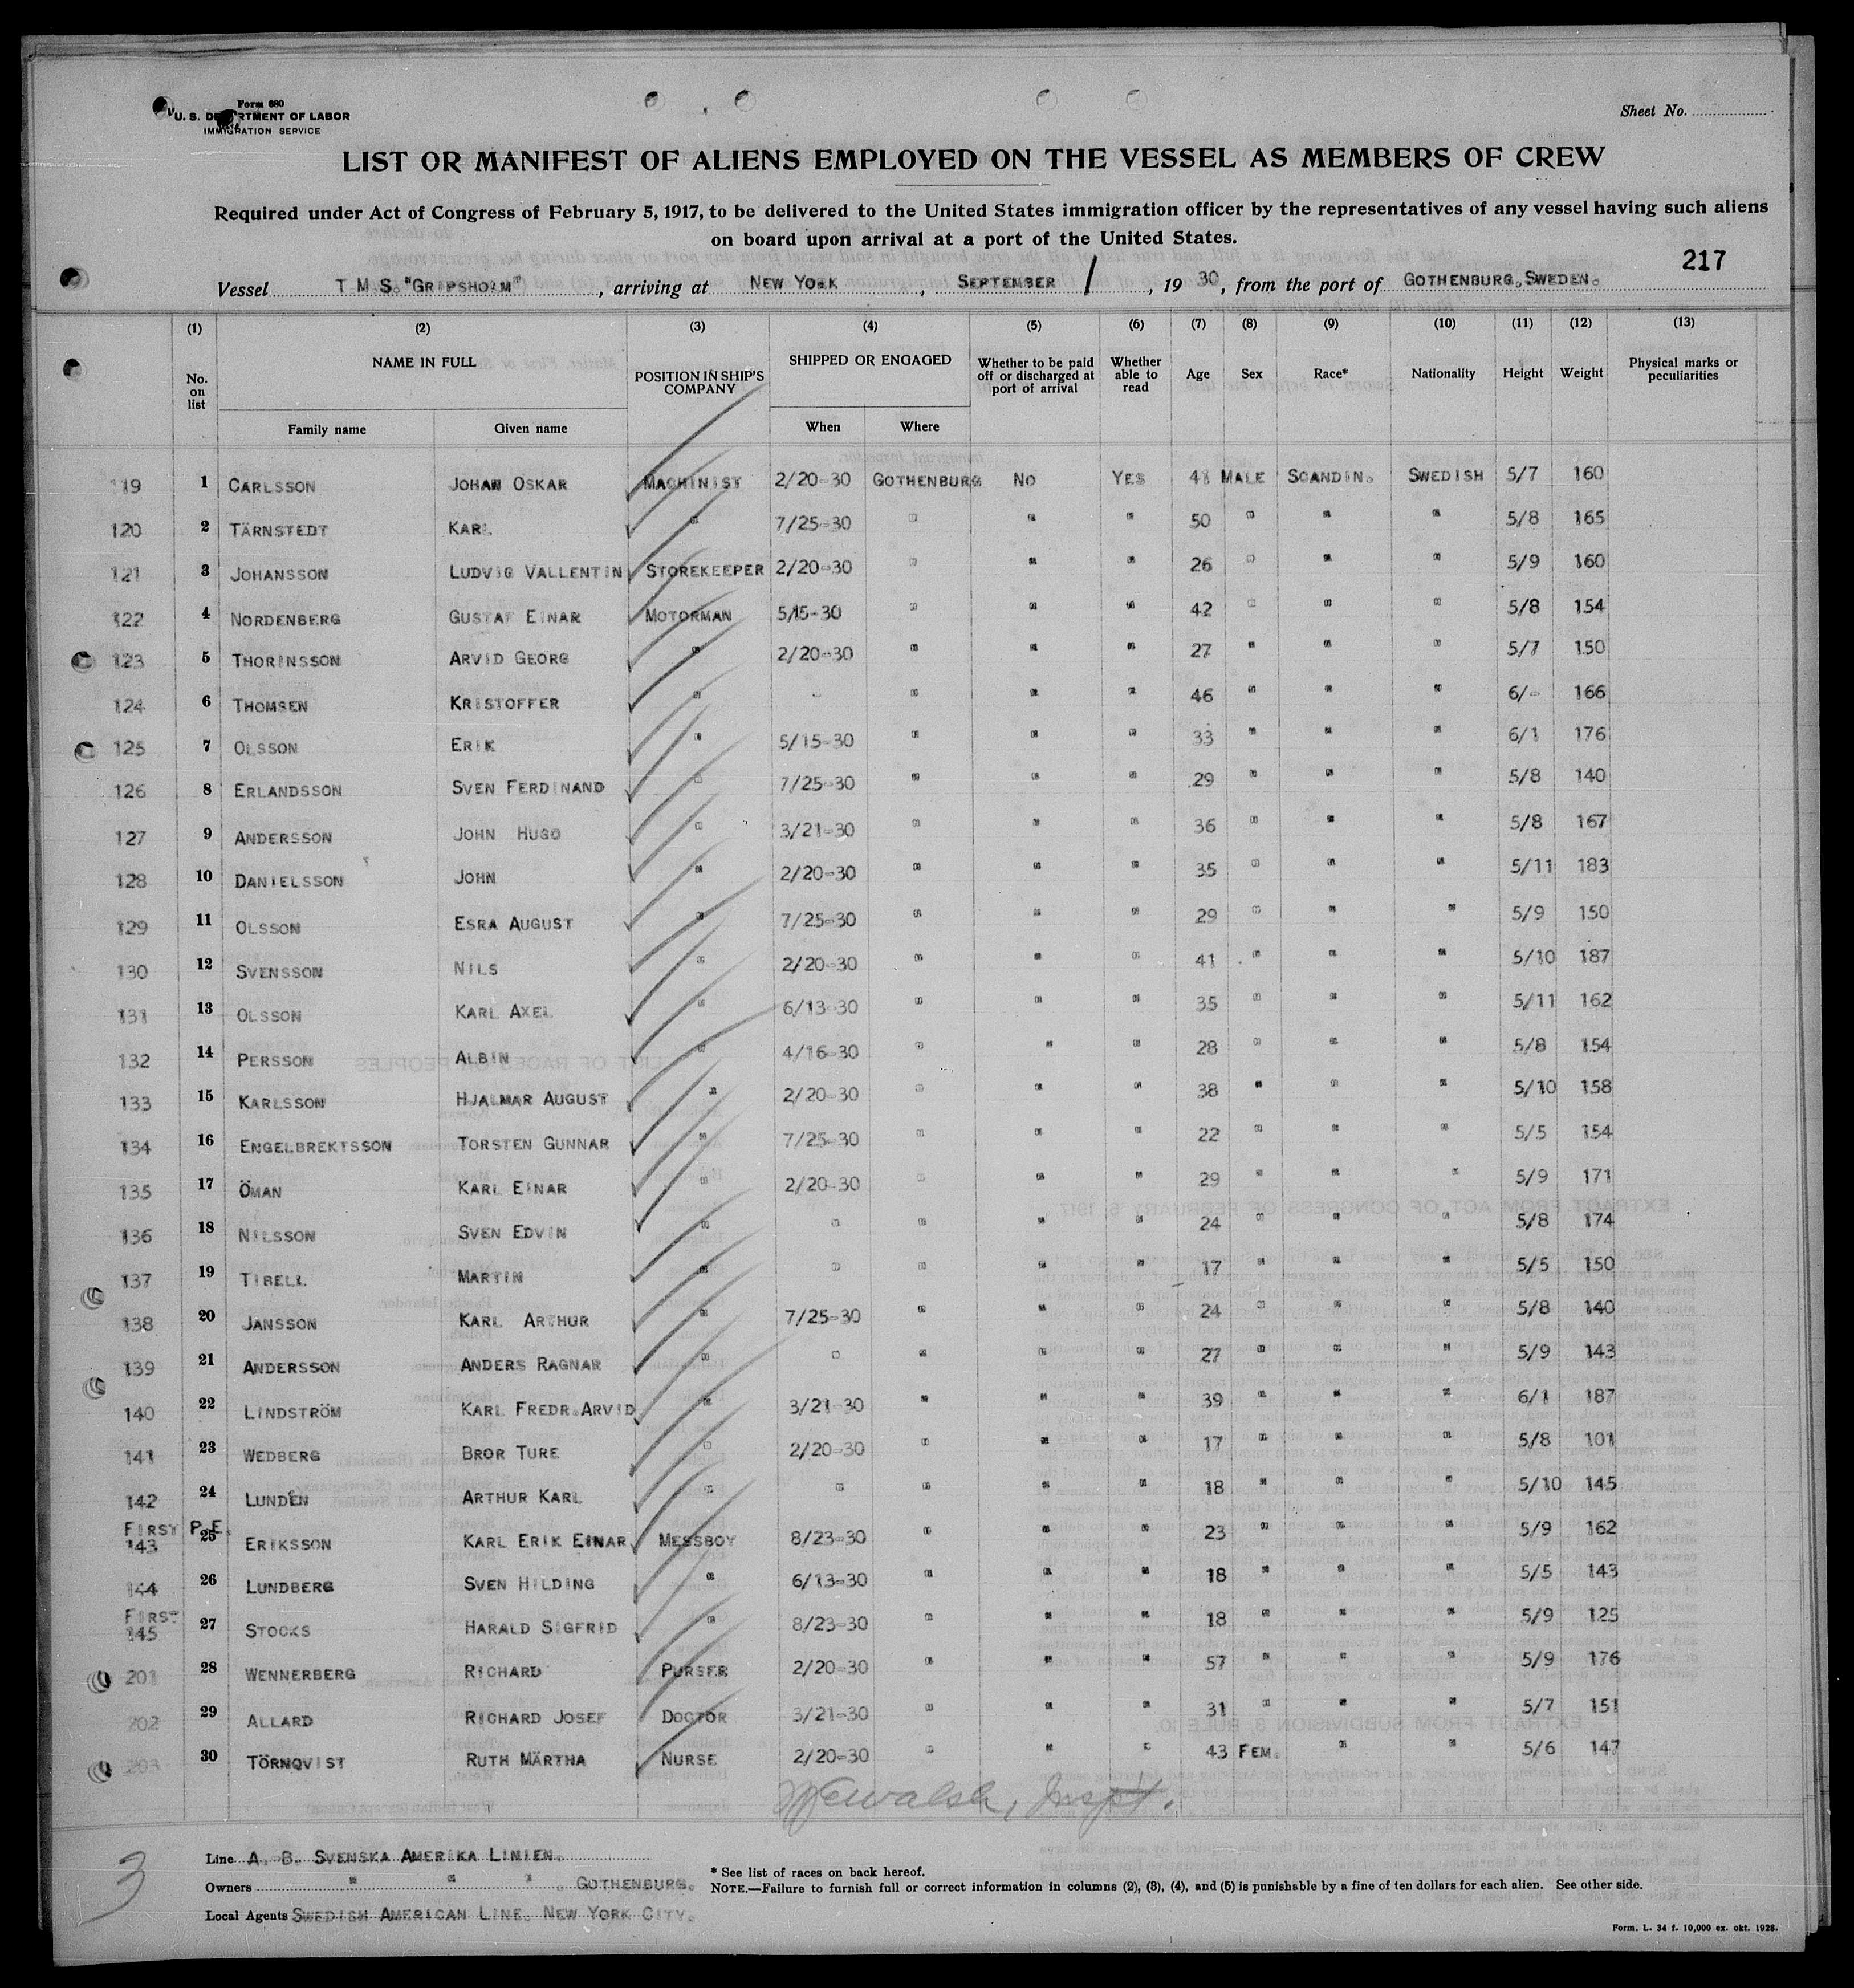 Form 680
U. S. DEPARTMENT OF LABOR
IMMIGRATION SERVICE
Sheet No.
LIST OR MANIFEST OF ALIENS EMPLOYED ON THE VESSEL AS MEMBERS OF CREW
Required under Act of Congress of February 5, 1917, to be delivered to the United States immigration officer by the representatives of any vessel having such aliens
on board upon arrival at a port of the United States.
217
Vessel T M S. "GRIPSHOLM", arriving at NEW YORK, SEPTEMBER 1, 19 30, from the port of GOTHENBURG, SWEDEN.
(1) (2) (3) (4) (5) (6) (7) (8) (9) (10) (11) (12) (13)
No. on list NAME IN FULL POSITION IN SHIP'S COMPANY SHIPPED OR ENGAGED Whether to be paid off or discharged at port of arrival Whether able to read Age Sex Race* Nationality Height Weight Physical marks or peculiarities
Family name Given name When Where
119 1 CARLSSON JOHAN OSKAR MACHINIST 2/20-30 GOTHENBURG NO YES 41 MALE SCANDIN. SWEDISH 5/7 160
120 2 TÄRNSTEDT KARL " 7/25-30 " " " 50 " " " 5/8 165
121 3 JOHANSSON LUDVIG VALLENTIN STOREKEEPER 2/20-30 " " " 26 " " " 5/9 160
122 4 NORDENBERG GUSTAF EINAR MOTORMAN 5/15-30 " " " 42 " " " 5/8 154
123 5 THORINSSON ARVID GEORG " 2/20-30 " " " 27 " " " 5/7 150
124 6 THOMSEN KRISTOFFER " " " " " 46 " " " 6/- 166
125 7 OLSSON ERIK " 5/15-30 " " " 33 " " " 6/1 176
126 8 ERLANDSSON SVEN FERDINAND " 7/25-30 " " " 29 " " " 5/8 140
127 9 ANDERSSON JOHN HUGO " 3/21-30 " " " 36 " " " 5/8 167
128 10 DANIELSSON JOHN " 2/20-30 " " " 35 " " " 5/11 183
129 11 OLSSON ESRA AUGUST " 7/25-30 " " " 29 " " " 5/9 150
130 12 SVENSSON NILS " 2/20-30 " " " 41 " " " 5/10 187
131 13 OLSSON KARL AXEL " 6/13-30 " " " 35 " " " 5/11 162
132 14 PERSSON ALBIN " 4/16-30 " " " 28 " " " 5/8 154
133 15 KARLSSON HJALMAR AUGUST " 2/20-30 " " " 38 " " " 5/10 158
134 16 ENGELBREKTSSON TORSTEN GUNNAR " 7/25-30 " " " 22 " " " 5/5 154
135 17 ÖMAN KARL EINAR " 2/20-30 " " " 29 " " " 5/9 171
136 18 NILSSON SVEN EDVIN " " " " " 24 " " " 5/8 174
137 19 TIBELL MARTIN " " " " " 17 " " " 5/5 150
138 20 JANSSON KARL ARTHUR " 7/25-30 " " " 24 " " " 5/8 140
139 21 ANDERSSON ANDERS RAGNAR " " " " " 27 " " " 5/9 143
140 22 LINDSTRÖM KARL FREDR. ARVID " 3/21-30 " " " 39 " " " 6/1 187
141 23 WEDBERG BROR TURE " 2/20-30 " " " 17 " " " 5/8 101
142 24 LUNDÉN ARTHUR KARL " " " " " 18 " " " 5/10 145
FIRST P.E.
143 25 ERIKSSON KARL ERIK EINAR MESSBOY 8/23-30 " " " 23 " " " 5/9 162
144 26 LUNDBERG SVEN HILDING " 6/13-30 " " " 18 " " " 5/5 143
FIRST
145 27 STOCKS HARALD SIGFRID " 8/23-30 " " " 18 " " " 5/9 125
201 28 WENNERBERG RICHARD PURSER 2/20-30 " " " 57 " " " 5/9 176
202 29 ALLARD RICHARD JOSEF DOCTOR 3/21-30 " " " 31 " " " 5/7 151
203 30 TÖRNQVIST RUTH MÄRTHA NURSE 2/20-30 " " " 43 FEM. " " 5/6 147
Walsh, Inspt.
3
Line A. B. SVENSKA AMERIKA LINIEN.
Owners " " " . GOTHENBURG.
Local Agents SWEDISH AMERICAN LINE. NEW YORK CITY.
* See list of races on back hereof.
NOTE.—Failure to furnish full or correct information in columns (2), (3), (4), and (5) is punishable by a fine of ten dollars for each alien. See other side.
Form. L. 34 f. 10,000 ex. okt. 1928.